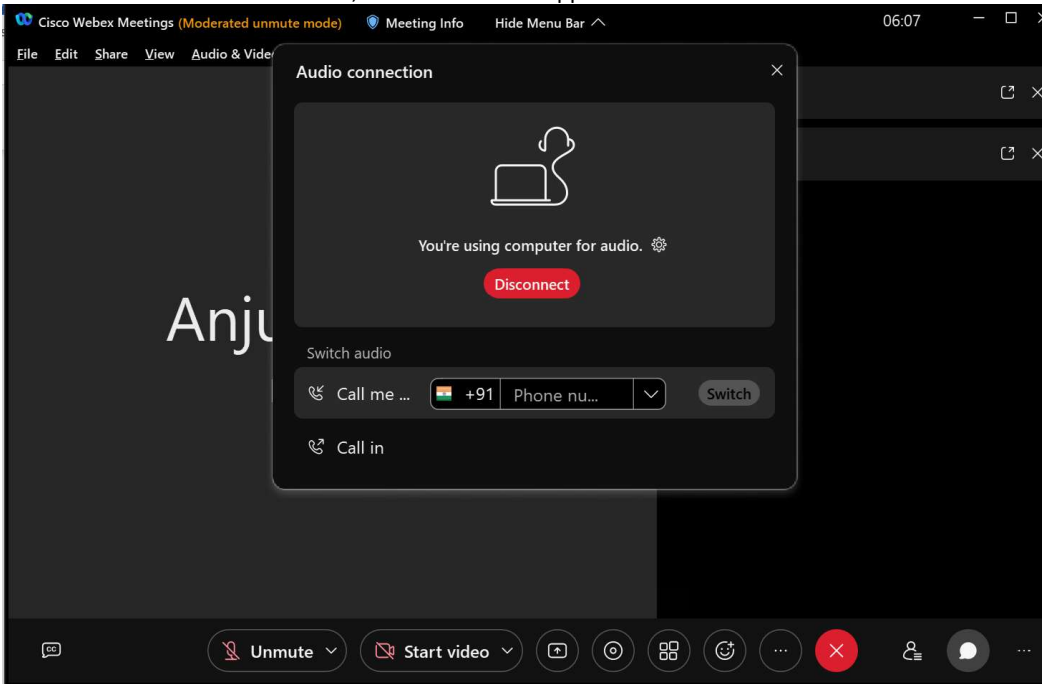 Cisco Webex Meetings (Moderated unmute mode) Meeting Info Hide Menu Bar 06:07
File Edit Share View Audio & Vide
Audio connection
You're using computer for audio.
Disconnect
Anju
Switch audio
Call me ... +91 Phone nu... Switch
Call in
CC
Unmute Start video